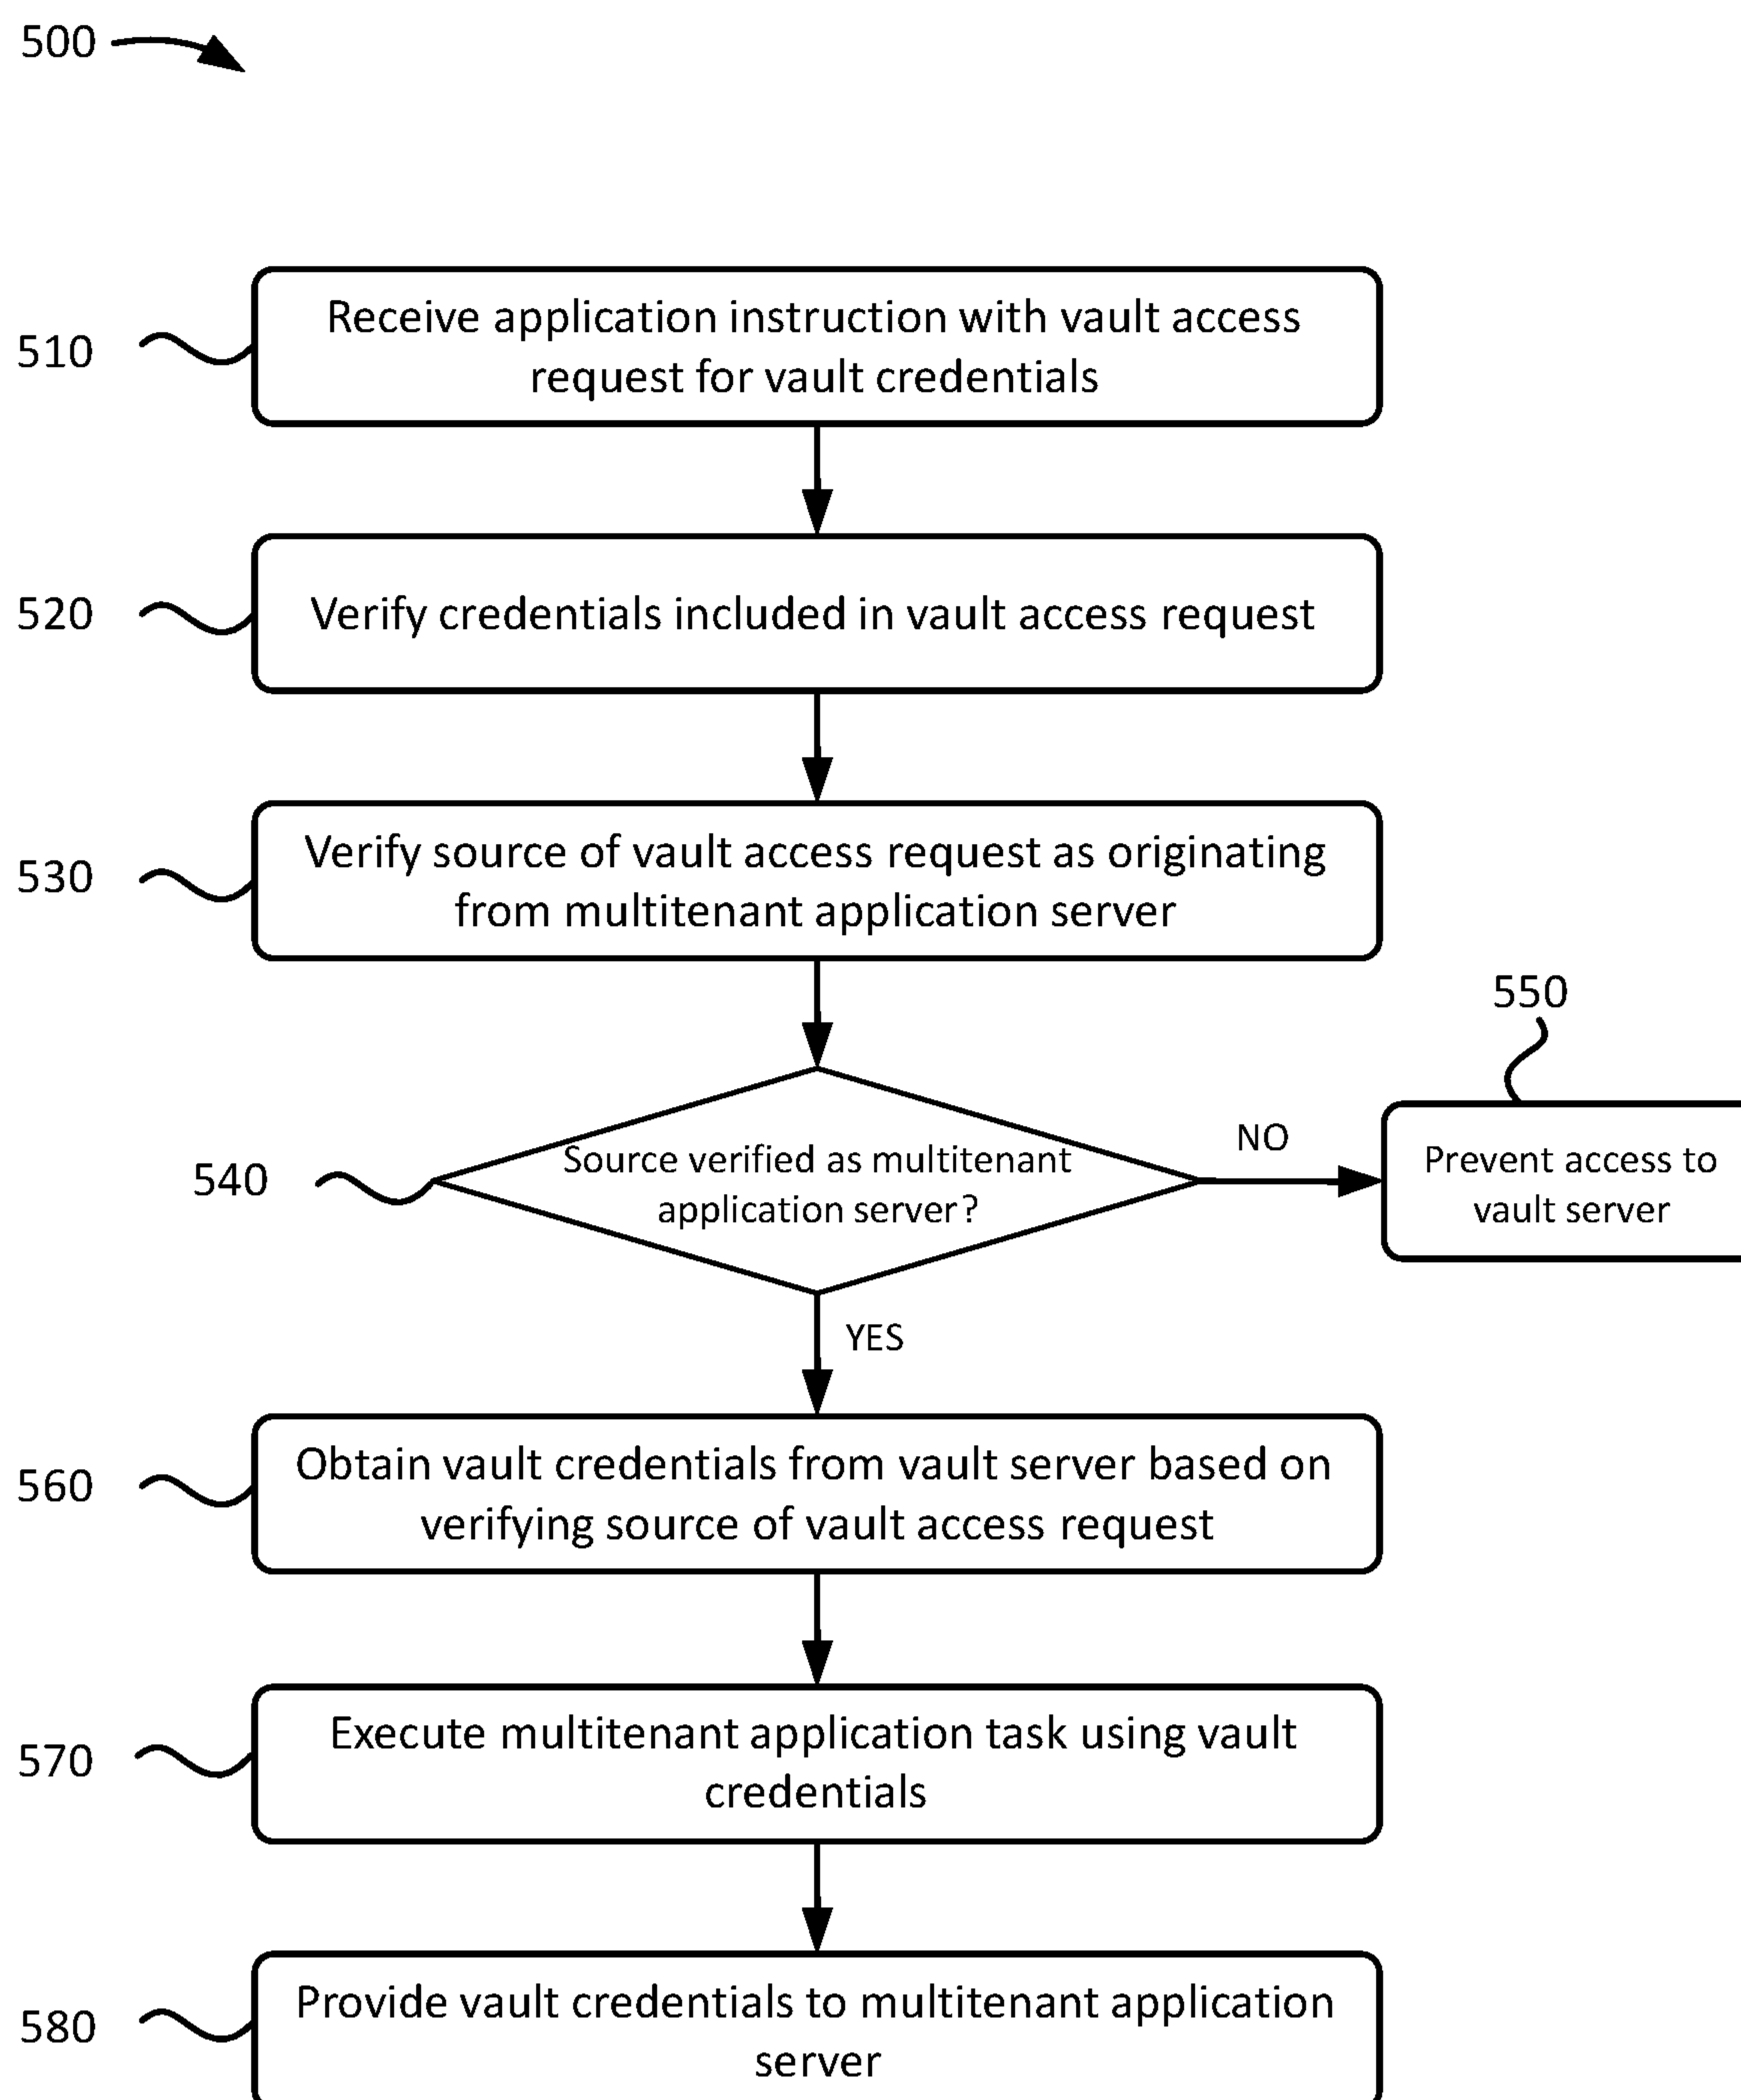 500
510
Receive application instruction with vault access
request for vault credentials
520
Verify credentials included in vault access request
530
Verify source of vault access request as originating
from multitenant application server
550
540
Source verified as multitenant
application server?
NO
Prevent access to
vault server
YES
560
Obtain vault credentials from vault server based on
verifying source of vault access request
570
Execute multitenant application task using vault
credentials
580
Provide vault credentials to multitenant application
server